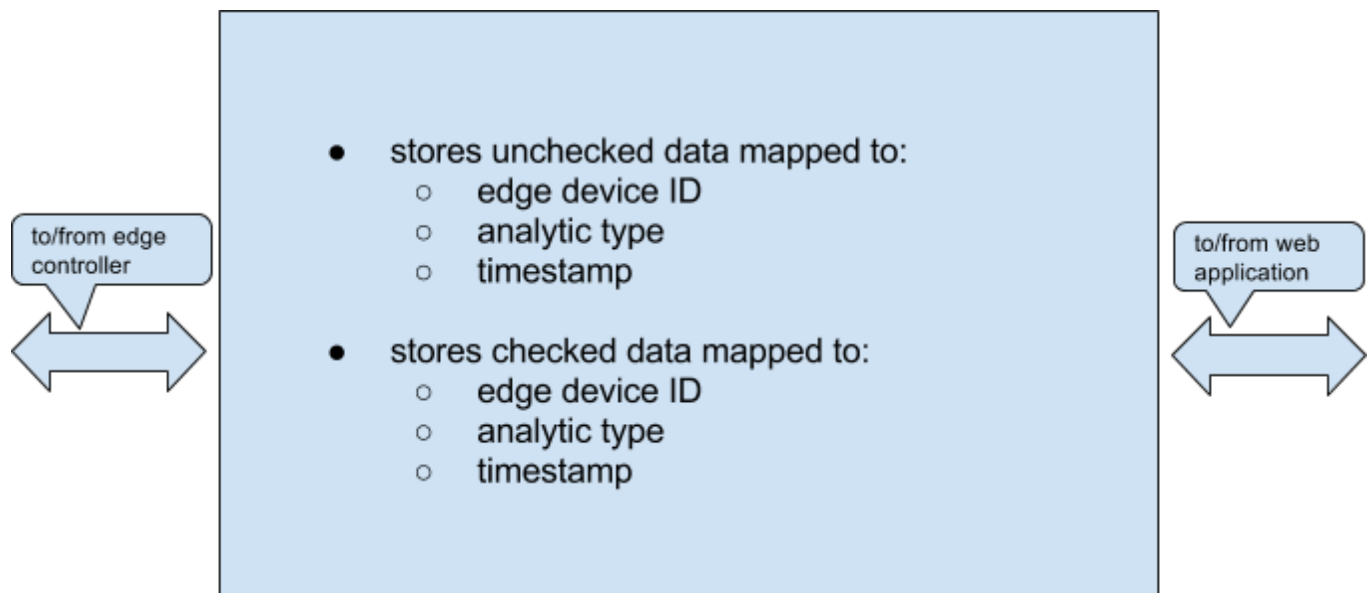 to/from edge
controller
● stores unchecked data mapped to:
○ edge device ID
○ analytic type
○ timestamp
● stores checked data mapped to:
○ edge device ID
○ analytic type
○ timestamp
to/from web
application